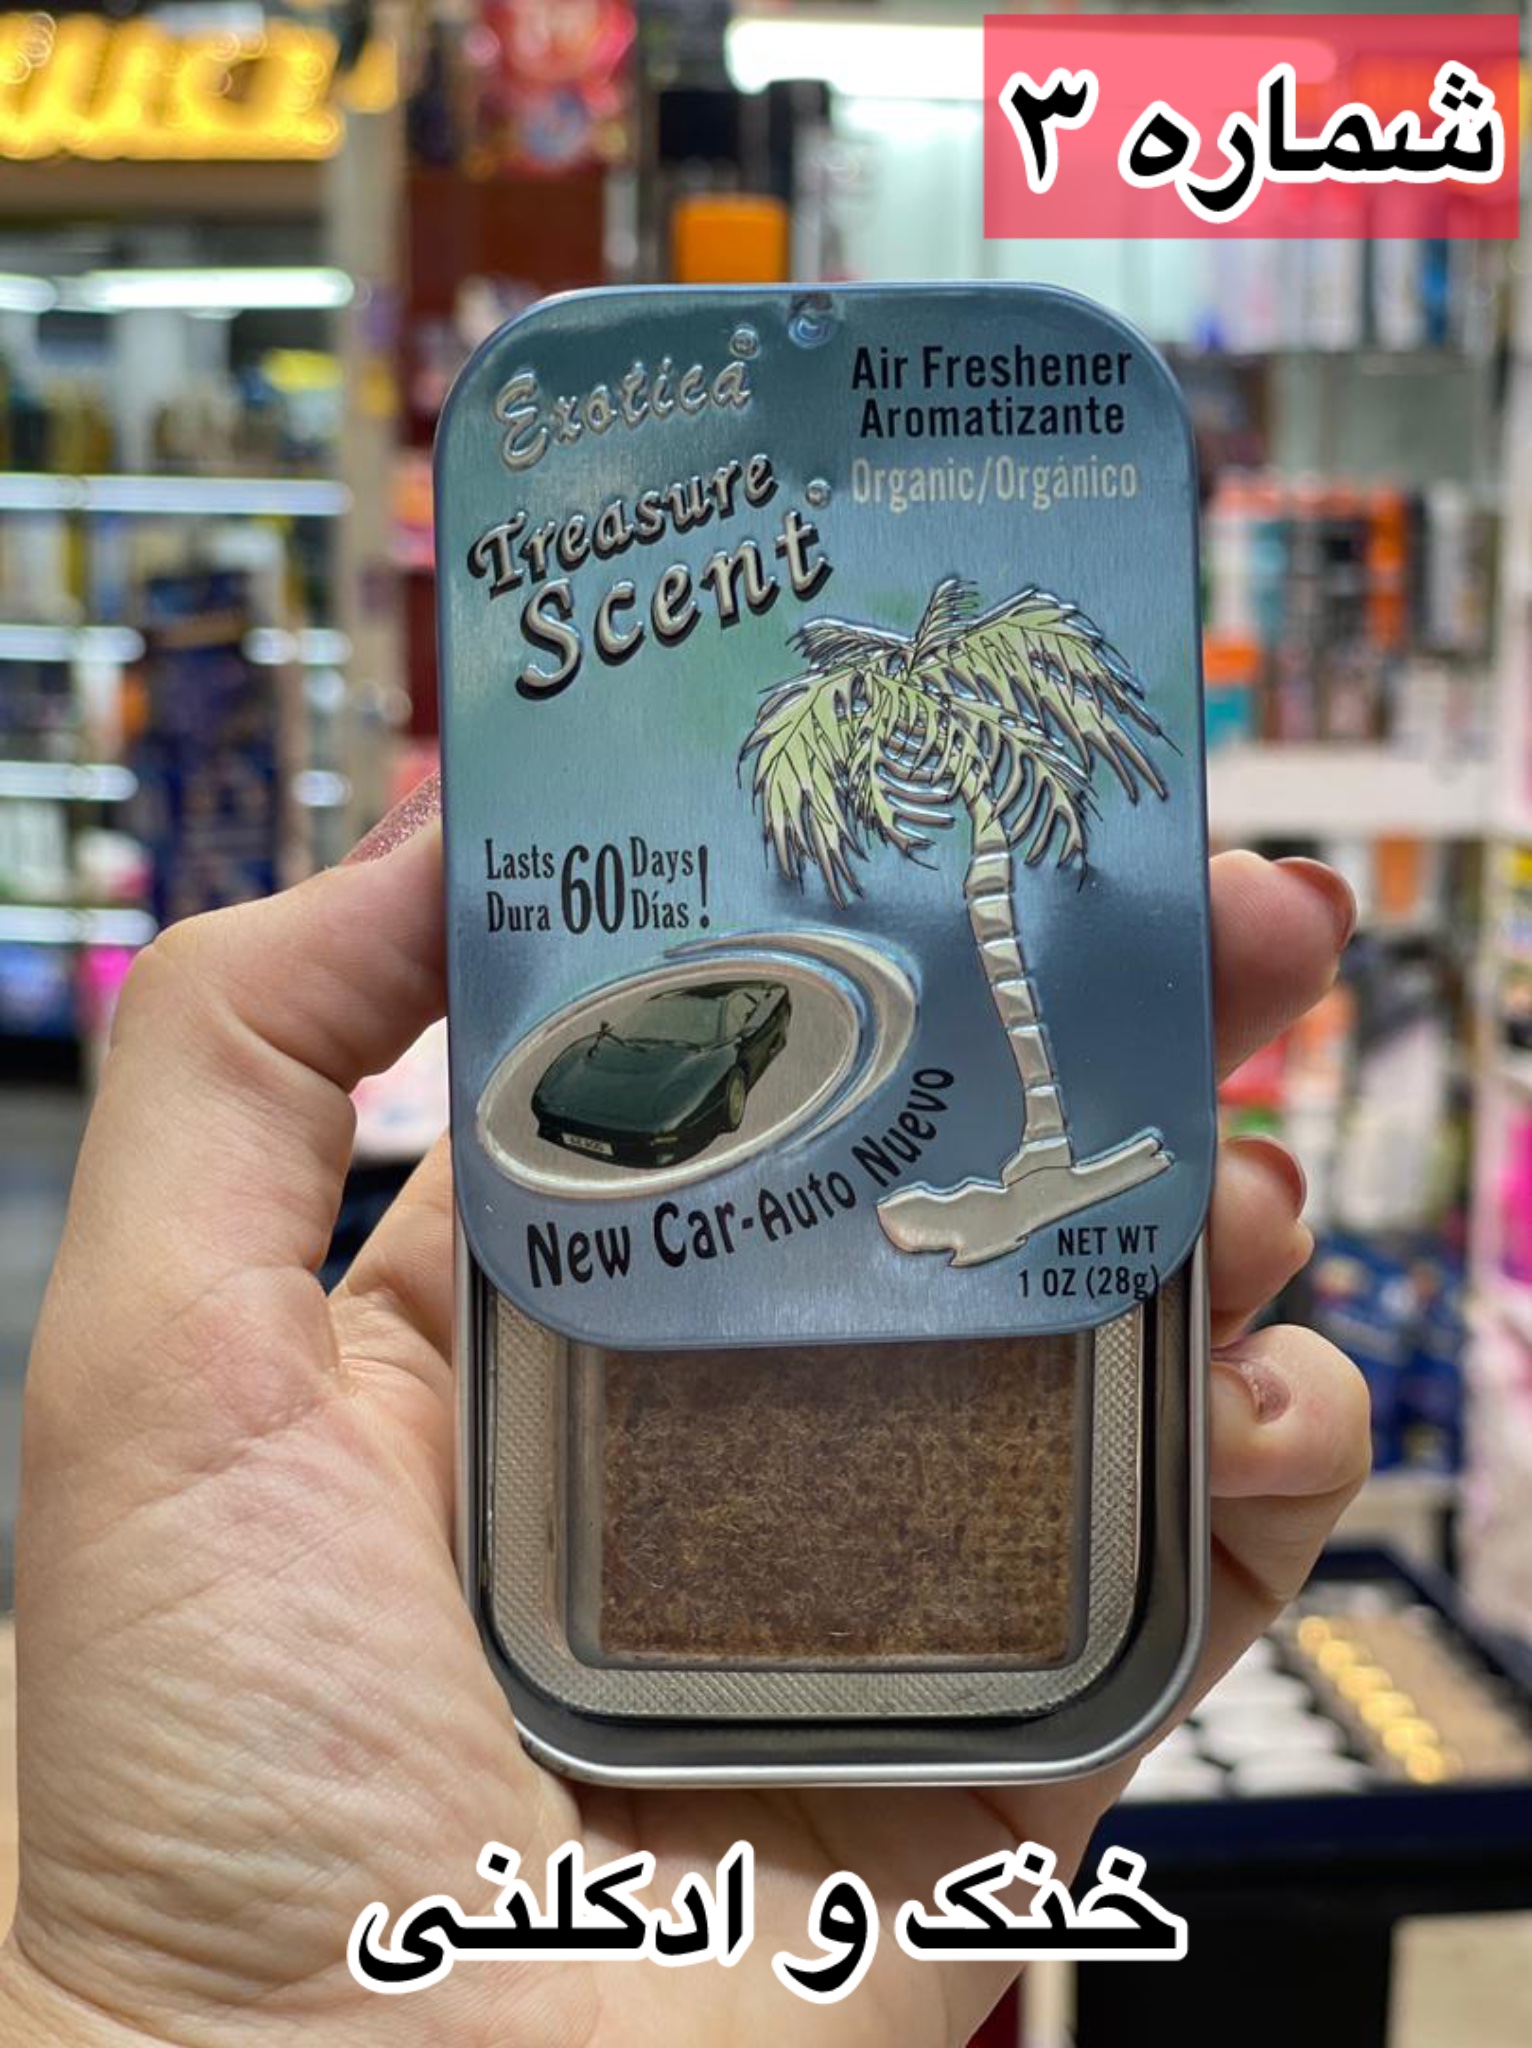 شماره ۳
Exotica®
Treasure
Scent®
Air Freshener
Aromatizante
Organic/Orgánico
Lasts 60 Days!
Dura 60 Días!
New Car-Auto Nuevo
NET WT
1 OZ (28g)
خنک و ادکلنی